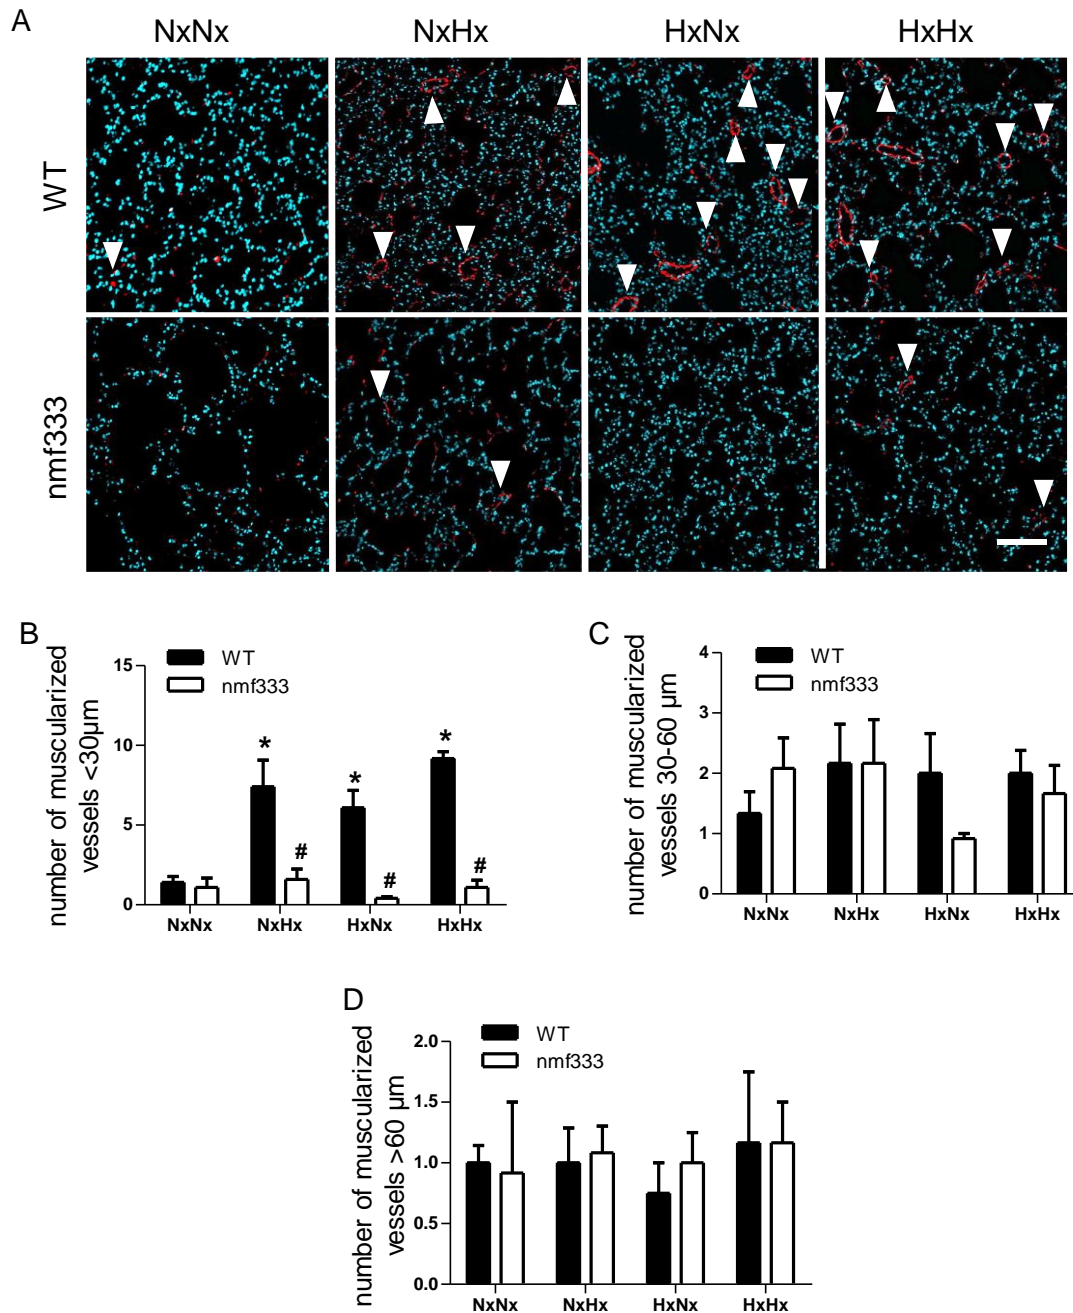 A
NxNx NxHx HxNx HxHx
WT
nmf333
B
number of muscularized
vessels <30µm
WT
nmf333
15
10
5
0
*
*
*
#
#
#
NxNx NxHx HxNx HxHx
C
number of muscularized
vessels 30-60 µm
WT
nmf333
4
3
2
1
0
NxNx NxHx HxNx HxHx
D
number of muscularized
vessels >60 µm
WT
nmf333
2.0
1.5
1.0
0.5
0.0
NxNx NxHx HxNx HxHx